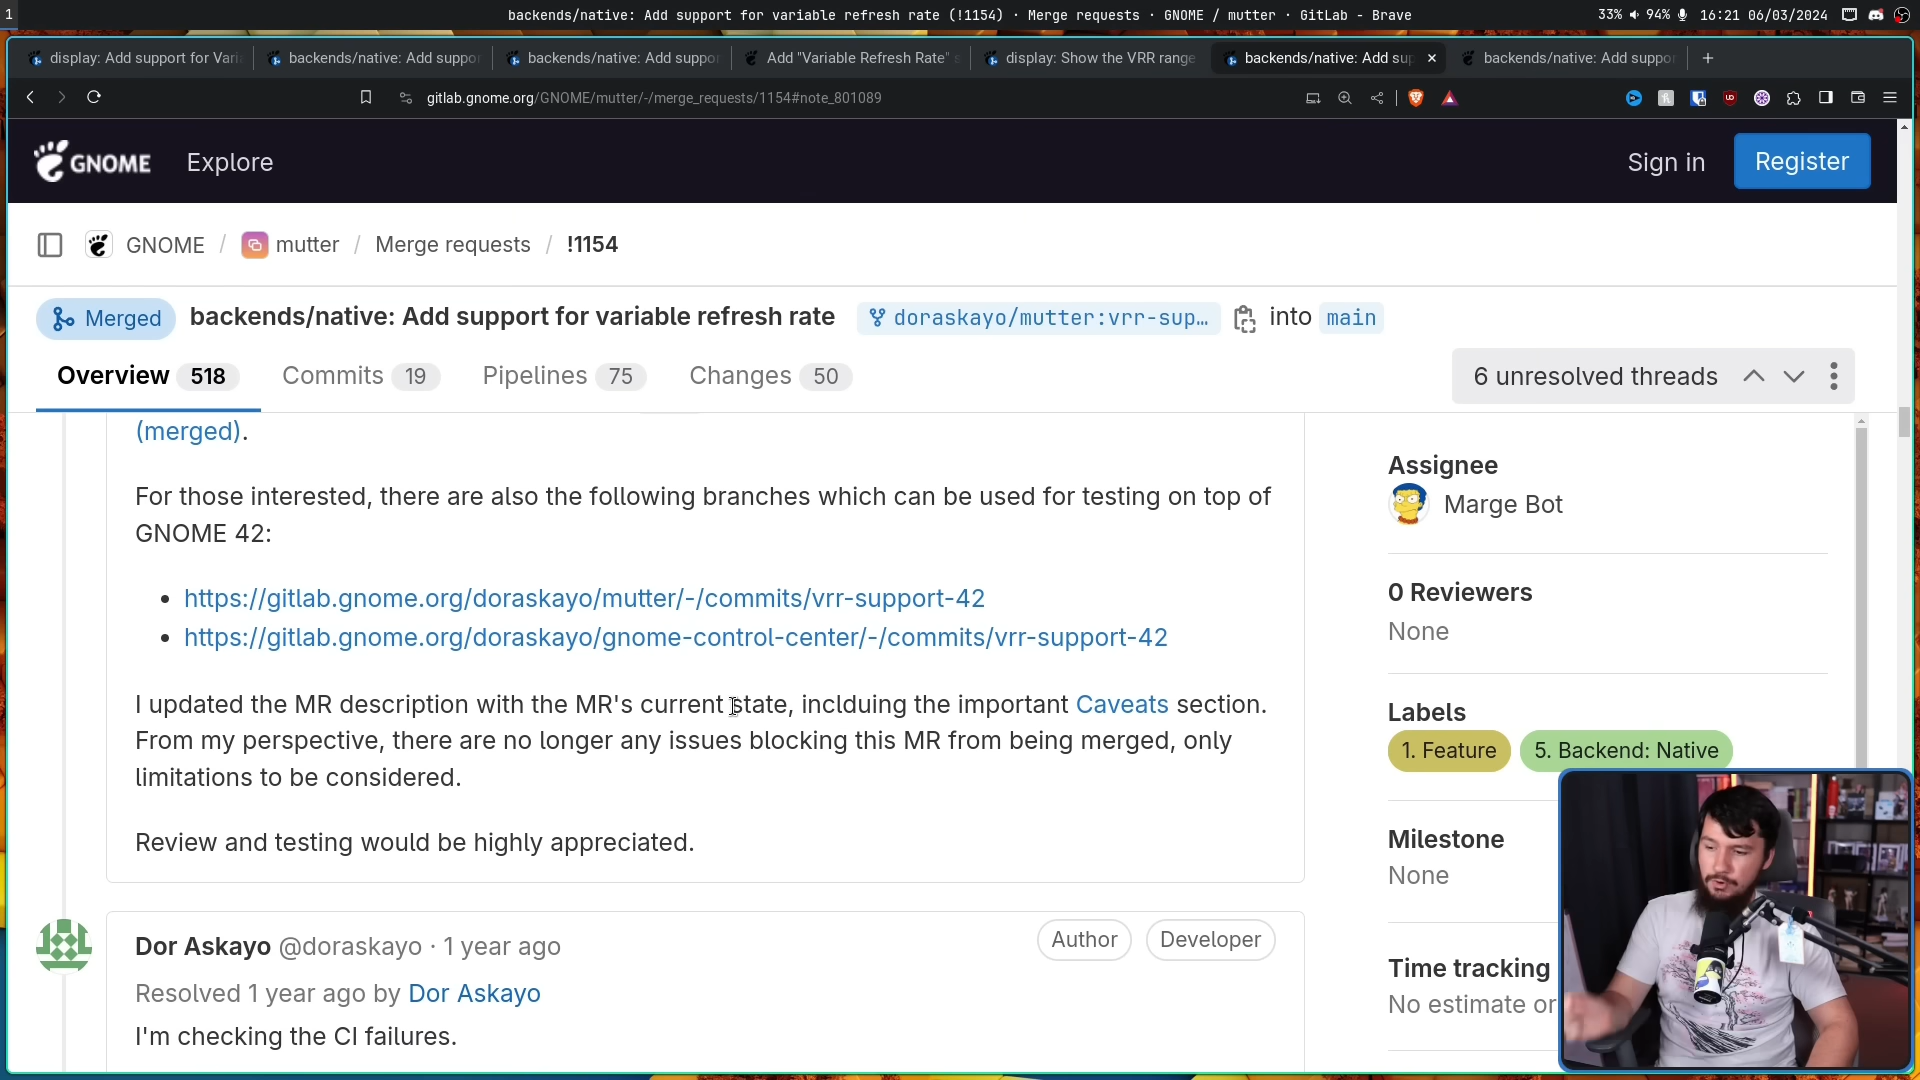 1
backends/native: Add support for variable refresh rate (!1154) · Merge requests · GNOME / mutter · GitLab - Brave
33% 94% 16:21 06/03/2024
display: Add support for Vari
backends/native: Add suppor
backends/native: Add suppor
Add "Variable Refresh Rate" s
display: Show the VRR range
backends/native: Add sup
backends/native: Add suppor
gitlab.gnome.org/GNOME/mutter/-/merge_requests/1154#note_801089
GNOME
Explore
Sign in
Register
GNOME / mutter / Merge requests / !1154
Merged
backends/native: Add support for variable refresh rate
doraskayo/mutter:vrr-sup… into main
Overview 518
Commits 19
Pipelines 75
Changes 50
6 unresolved threads
(merged).
For those interested, there are also the following branches which can be used for testing on top of
GNOME 42:
• https://gitlab.gnome.org/doraskayo/mutter/-/commits/vrr-support-42
• https://gitlab.gnome.org/doraskayo/gnome-control-center/-/commits/vrr-support-42
I updated the MR description with the MR's current state, inclduing the important Caveats section.
From my perspective, there are no longer any issues blocking this MR from being merged, only
limitations to be considered.
Review and testing would be highly appreciated.
Dor Askayo @doraskayo · 1 year ago
Author
Developer
Resolved 1 year ago by Dor Askayo
I'm checking the CI failures.
Assignee
Marge Bot
0 Reviewers
None
Labels
1. Feature
5. Backend: Native
Milestone
None
Time tracking
No estimate or